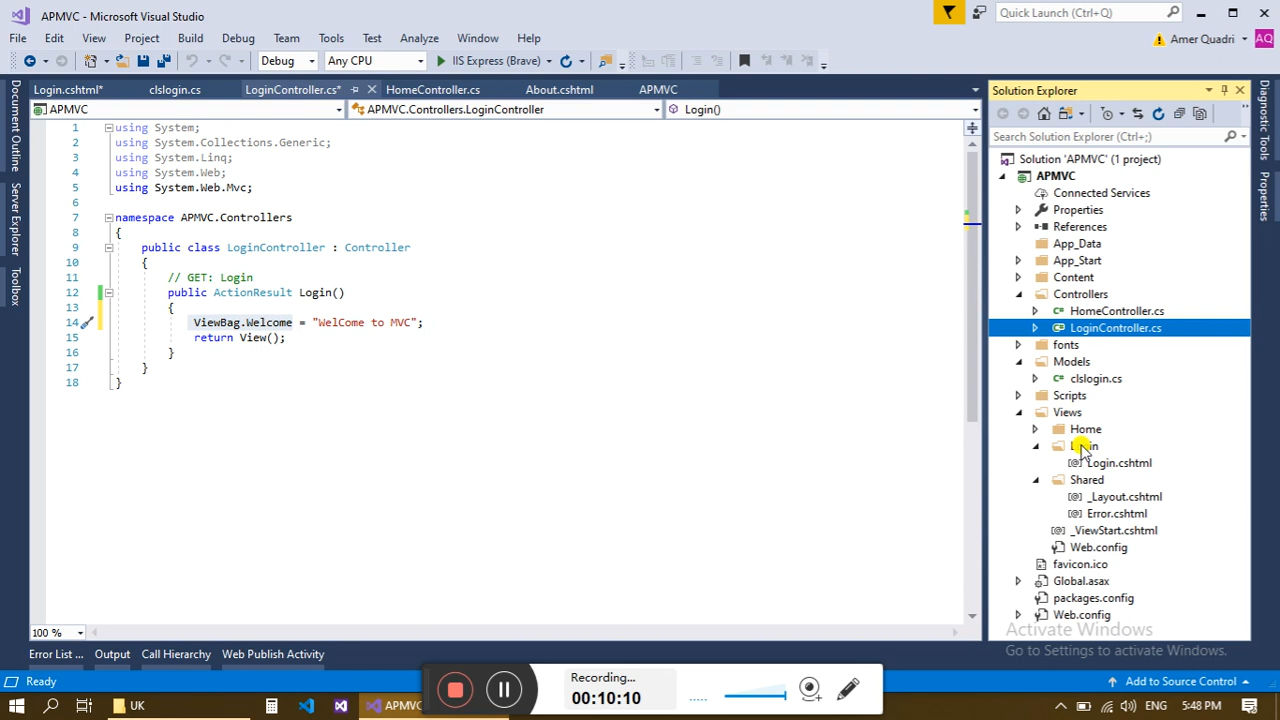 APMVC - Microsoft Visual Studio
Quick Launch (Ctrl+Q)
File Edit View Project Build Debug Team Tools Test Analyze Window Help
Amer Quadri AQ
Debug Any CPU IIS Express (Brave)
Login.cshtml* clslogin.cs LoginController.cs* HomeController.cs About.cshtml APMVC
APMVC APMVC.Controllers.LoginController Login()
Document Outline
Server Explorer
Toolbox
1 using System;
2 using System.Collections.Generic;
3 using System.Linq;
4 using System.Web;
5 using System.Web.Mvc;
6
7 namespace APMVC.Controllers
8 {
9 public class LoginController : Controller
10 {
11 // GET: Login
12 public ActionResult Login()
13 {
14 ViewBag.Welcome = "WelCome to MVC";
15 return View();
16 }
17 }
18 }
100 %
Solution Explorer
Search Solution Explorer (Ctrl+;)
Solution 'APMVC' (1 project)
APMVC
Connected Services
Properties
References
App_Data
App_Start
Content
Controllers
HomeController.cs
LoginController.cs
fonts
Models
clslogin.cs
Scripts
Views
Home
Login
Login.cshtml
Shared
_Layout.cshtml
Error.cshtml
_ViewStart.cshtml
Web.config
favicon.ico
Global.asax
packages.config
Web.config
Diagnostic Tools
Properties
Activate Windows
Go to Settings to activate Windows.
Error List ... Output Call Hierarchy Web Publish Activity
Ready
Add to Source Control
Recording...
00:10:10
UK
APMVC
ENG 5:48 PM